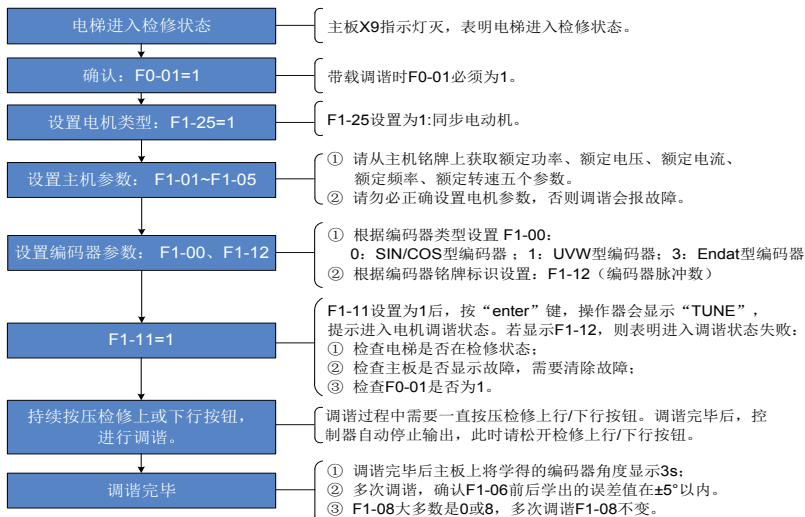 电梯进入检修状态
主板X9指示灯灭，表明电梯进入检修状态。
确认：F0-01=1
带载调谐时F0-01必须为1。
设置电机类型：F1-25=1
F1-25设置为1:同步电动机。
设置主机参数： F1-01~F1-05
① 请从主机铭牌上获取额定功率、额定电压、额定电流、
额定频率、额定转速五个参数。
② 请勿必正确设置电机参数，否则调谐会报故障。
设置编码器参数： F1-00、F1-12
① 根据编码器类型设置 F1-00：
0：SIN/COS型编码器 ；1：UVW型编码器；3：Endat型编码器
② 根据编码器铭牌标识设置：F1-12（编码器脉冲数）
F1-11=1
F1-11设置为1后，按“enter”键，操作器会显示“TUNE”，
提示进入电机调谐状态。若显示F1-12，则表明进入调谐状态失败：
① 检查电梯是否在检修状态；
② 检查主板是否显示故障，需要清除故障；
③ 检查F0-01是否为1。
持续按压检修上或下行按钮，
进行调谐。
调谐过程中需要一直按压检修上行/下行按钮。调谐完毕后，控
制器自动停止输出，此时请松开检修上行/下行按钮。
调谐完毕
① 调谐完毕后主板上将学得的编码器角度显示3s；
② 多次调谐，确认F1-06前后学出的误差值在±5°以内。
③ F1-08大多数是0或8，多次调谐F1-08不变。